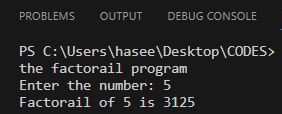 PROBLEMS OUTPUT DEBUG CONSOLE
PS C:\Users\hasee\Desktop\CODES>
the factorail program
Enter the number: 5
Factorail of 5 is 3125